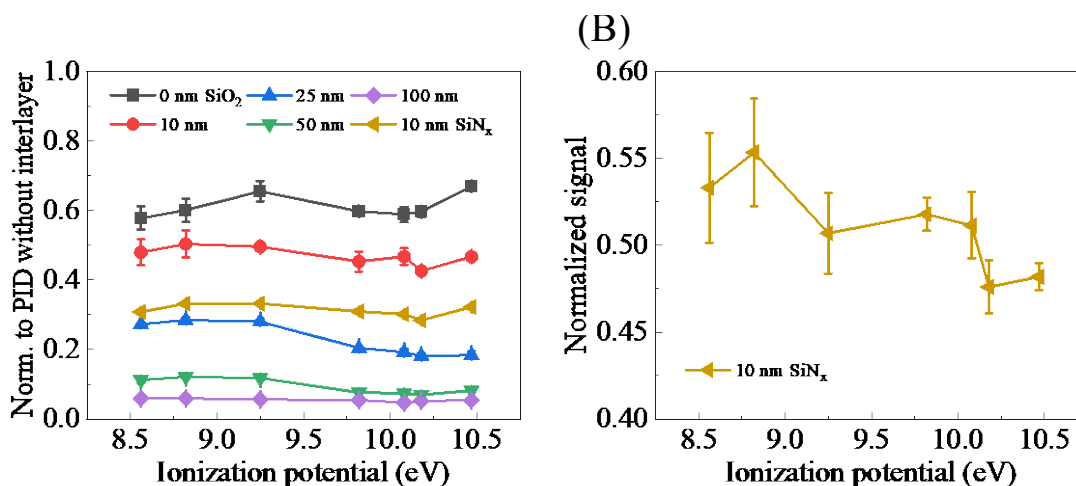 (B)
Norm. to PID without interlayer
1.0
0.8
0.6
0.4
0.2
0.0
0 nm SiO₂
25 nm
100 nm
10 nm
50 nm
10 nm SiNₓ
8.5 9.0 9.5 10.0 10.5
Ionization potential (eV)
Normalized signal
0.60
0.55
0.50
0.45
0.40
10 nm SiNₓ
8.5 9.0 9.5 10.0 10.5
Ionization potential (eV)